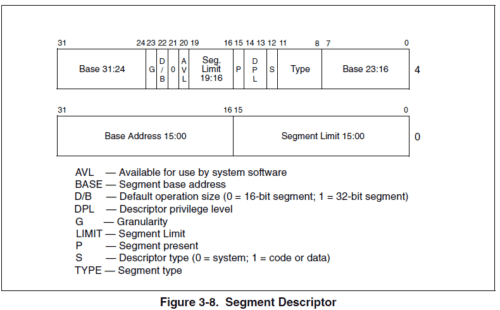 31 24 23 22 21 20 19 16 15 14 13 12 11 8 7 0
Base 31:24 G D/B 0 AVL Seg. Limit 19:16 P DPL S Type Base 23:16 4
31 16 15 0
Base Address 15:00 Segment Limit 15:00 0
AVL — Available for use by system software
BASE — Segment base address
D/B — Default operation size (0 = 16-bit segment; 1 = 32-bit segment)
DPL — Descriptor privilege level
G — Granularity
LIMIT — Segment Limit
P — Segment present
S — Descriptor type (0 = system; 1 = code or data)
TYPE — Segment type
Figure 3-8. Segment Descriptor